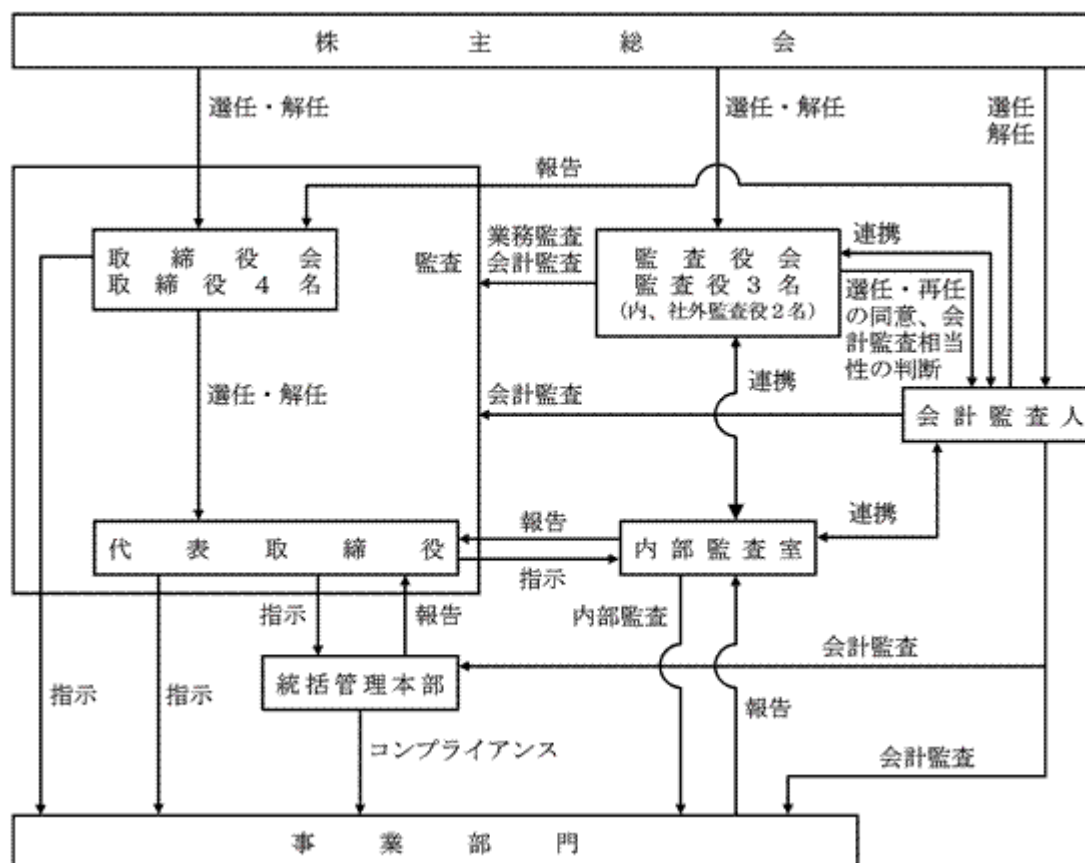 株主総会
選任・解任
選任・解任
選任
解任
報告
取締役会
取締役4名
監査
業務監査
会計監査
監査役会
監査役3名
(内、社外監査役2名)
連携
選任・再任
の同意、会
計監査相当
性の判断
選任・解任
連携
会計監査
会計監査人
代表取締役
報告
指示
内部監査室
連携
指示
報告
内部監査
会計監査
統括管理本部
指示
指示
報告
コンプライアンス
会計監査
事業部門